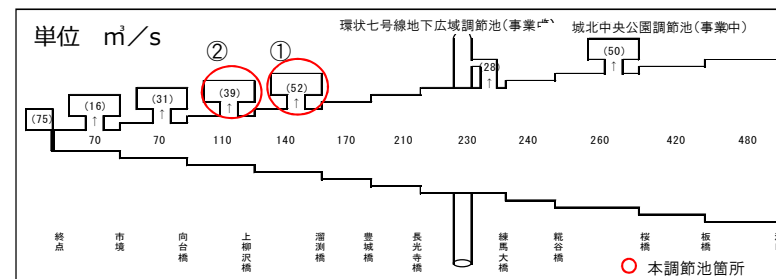 単位　㎥／s
環状七号線地下広域調節池（事業中）
城北中央公園調節池（事業中）
②
①
(75)
(16)
(31)
(39)
(52)
(28)
(50)
↑
↑
↑
↑
↑
↑
70
70
110
140
170
210
230
240
260
420
480
終点
市境
向台橋
上柳沢橋
溜渕橋
豊城橋
長光寺橋
練馬大橋
糀谷橋
桜橋
板橋
本調節池箇所